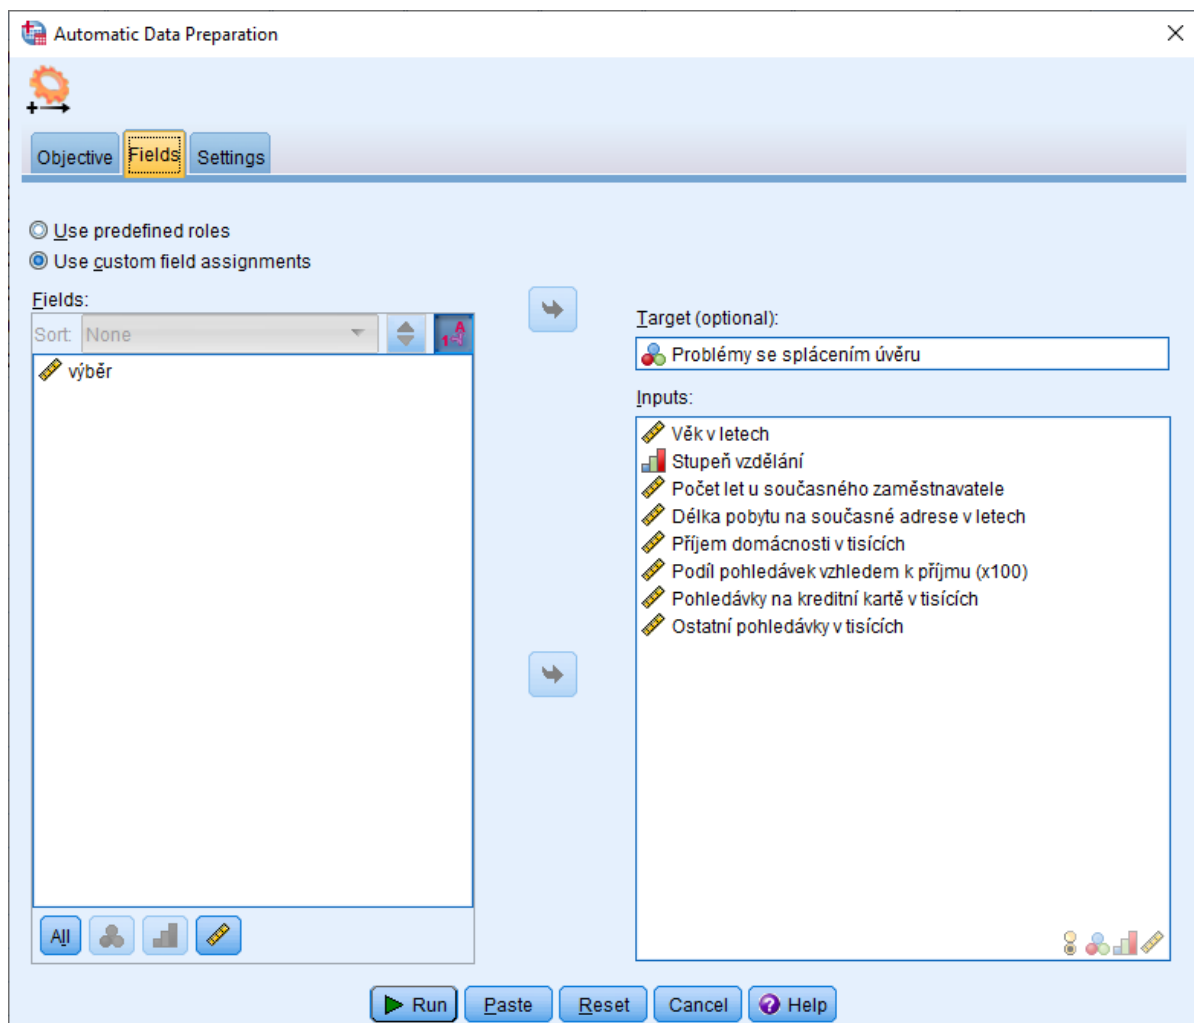 Automatic Data Preparation
Objective Fields Settings
Use predefined roles
Use custom field assignments
Fields:
Sort: None
výběr
All
Target (optional):
Problémy se splácením úvěru
Inputs:
Věk v letech
Stupeň vzdělání
Počet let u současného zaměstnavatele
Délka pobytu na současné adrese v letech
Příjem domácnosti v tisících
Podíl pohledávek vzhledem k příjmu (x100)
Pohledávky na kreditní kartě v tisících
Ostatní pohledávky v tisících
Run Paste Reset Cancel Help